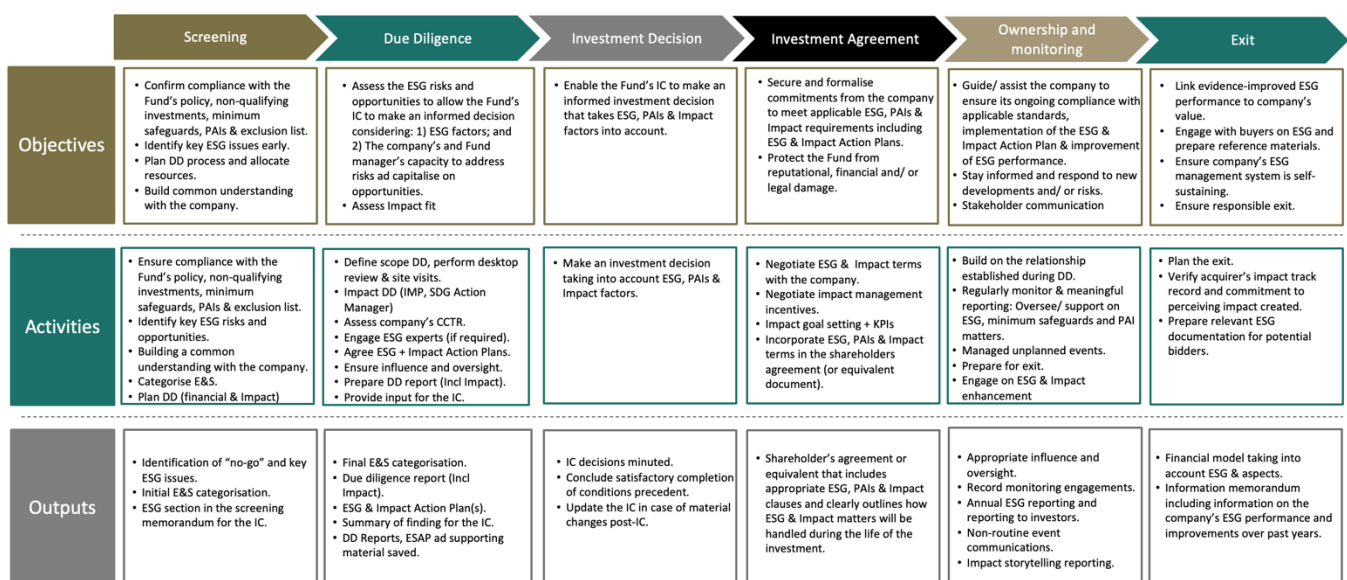 Screening
Due Diligence
Investment Decision
Investment Agreement
Ownership and
monitoring
Exit
Objectives
• Confirm compliance with the
Fund's policy, non-qualifying
investments, minimum
safeguards, PAIs & exclusion list.
• Identify key ESG issues early.
• Plan DD process and allocate
resources.
• Build common understanding
with the company.
• Assess the ESG risks and
opportunities to allow the Fund's
IC to make an informed decision
considering: 1) ESG factors; and
2) The company's and Fund
manager's capacity to address
risks ad capitalise on
opportunities.
• Assess Impact fit
• Enable the Fund's IC to make an
informed investment decision
that takes ESG, PAIs & Impact
factors into account.
• Secure and formalise
commitments from the company
to meet applicable ESG, PAIs &
Impact requirements including
ESG & Impact Action Plans.
• Protect the Fund from
reputational, financial and/ or
legal damage.
• Guide/ assist the company to
ensure its ongoing compliance with
applicable standards,
implementation of the ESG &
Impact Action Plan & improvement
of ESG performance.
• Stay informed and respond to new
developments and/ or risks.
• Stakeholder communication
• Link evidence-improved ESG
performance to company's
value.
• Engage with buyers on ESG and
prepare reference materials.
• Ensure company's ESG
management system is self-
sustaining.
• Ensure responsible exit.
Activities
• Ensure compliance with the
Fund's policy, non-qualifying
investments, minimum
safeguards, PAIs & exclusion list.
• Identify key ESG risks and
opportunities.
• Building a common
understanding with the company.
• Categorise E&S.
• Plan DD (financial & Impact)
• Define scope DD, perform desktop
review & site visits.
• Impact DD (IMP, SDG Action
Manager)
• Assess company's CCTR.
• Engage ESG experts (if required).
• Agree ESG + Impact Action Plans.
• Ensure influence and oversight.
• Prepare DD report (Incl Impact).
• Provide input for the IC.
• Make an investment decision
taking into account ESG, PAIs &
Impact factors.
• Negotiate ESG & Impact terms
with the company.
• Negotiate impact management
incentives.
• Impact goal setting + KPIs
• Incorporate ESG, PAIs & Impact
terms in the shareholders
agreement (or equivalent
document).
• Build on the relationship
established during DD.
• Regularly monitor & meaningful
reporting: Oversee/ support on
ESG, minimum safeguards and PAI
matters.
• Managed unplanned events.
• Prepare for exit.
• Engage on ESG & Impact
enhancement
• Plan the exit.
• Verify acquirer's impact track
record and commitment to
perceiving impact created.
• Prepare relevant ESG
documentation for potential
bidders.
Outputs
• Identification of "no-go" and key
ESG issues.
• Initial E&S categorisation.
• ESG section in the screening
memorandum for the IC.
• Final E&S categorisation.
• Due diligence report (Incl
Impact).
• ESG & Impact Action Plan(s).
• Summary of finding for the IC.
• DD Reports, ESAP ad supporting
material saved.
• IC decisions minuted.
• Conclude satisfactory completion
of conditions precedent.
• Update the IC in case of material
changes post-IC.
• Shareholder's agreement or
equivalent that includes
appropriate ESG, PAIs & Impact
clauses and clearly outlines how
ESG & Impact matters will be
handled during the life of the
investment.
• Appropriate influence and
oversight.
• Record monitoring engagements.
• Annual ESG reporting and
reporting to investors.
• Non-routine event
communications.
• Impact storytelling reporting.
• Financial model taking into
account ESG & aspects.
• Information memorandum
including information on the
company's ESG performance and
improvements over past years.